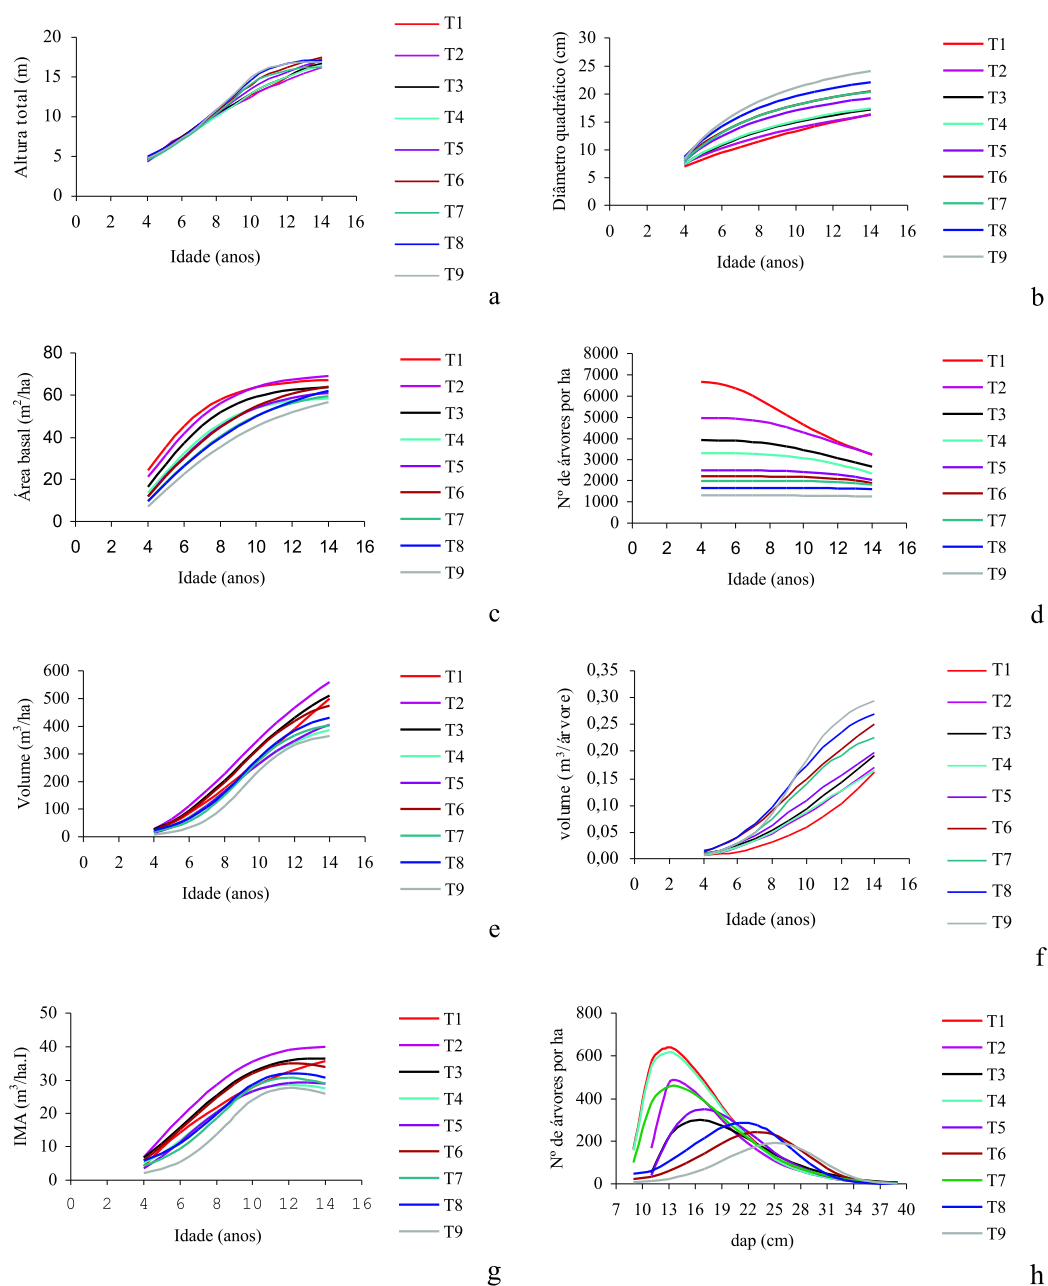 Altura total (m)
20
15
10
5
0
0 2 4 6 8 10 12 14 16
Idade (anos)
T1
T2
T3
T4
T5
T6
T7
T8
T9
a
Diâmetro quadrático (cm)
30
25
20
15
10
5
0
0 2 4 6 8 10 12 14 16
Idade (anos)
T1
T2
T3
T4
T5
T6
T7
T8
T9
b
Área basal (m²/ha)
80
60
40
20
0
0 2 4 6 8 10 12 14 16
Idade (anos)
T1
T2
T3
T4
T5
T6
T7
T8
T9
c
Nº de árvores por ha
8000
7000
6000
5000
4000
3000
2000
1000
0
0 2 4 6 8 10 12 14 16
Idade (anos)
T1
T2
T3
T4
T5
T6
T7
T8
T9
d
Volume (m³/ha)
600
500
400
300
200
100
0
0 2 4 6 8 10 12 14 16
Idade (anos)
T1
T2
T3
T4
T5
T6
T7
T8
T9
e
volume (m³/árvore)
0,35
0,30
0,25
0,20
0,15
0,10
0,05
0,00
0 2 4 6 8 10 12 14 16
Idade (anos)
T1
T2
T3
T4
T5
T6
T7
T8
T9
f
IMA (m³/ha.I)
50
40
30
20
10
0
0 2 4 6 8 10 12 14 16
Idade (anos)
T1
T2
T3
T4
T5
T6
T7
T8
T9
g
Nº de árvores por ha
800
600
400
200
0
7 10 13 16 19 22 25 28 31 34 37 40
dap (cm)
T1
T2
T3
T4
T5
T6
T7
T8
T9
h